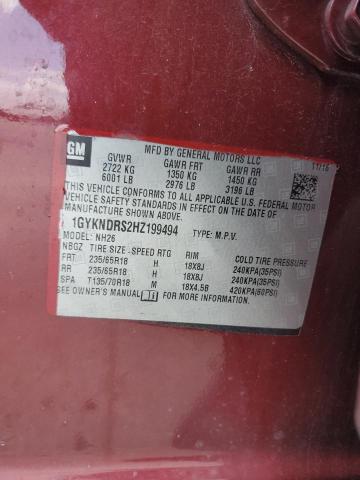 GM
MFD BY GENERAL MOTORS LLC
11/16
GVWR GAWR FRT GAWR RR
2722 KG 1350 KG 1450 KG
6001 LB 2976 LB 3196 LB
THIS VEHICLE CONFORMS TO ALL APPLICABLE U.S. FEDERAL MOTOR
VEHICLE SAFETY STANDARDS IN EFFECT ON THE DATE OF
MANUFACTURE SHOWN ABOVE.
1GYKNDRS2HZ199494 TYPE: M.P.V.
MODEL: NH26
NBGZ TIRE SIZE-SPEED RTG RIM COLD TIRE PRESSURE
FRT 235/65R18 H 18X8J 240KPA(35PSI)
RR 235/65R18 H 18X8J 240KPA(35PSI)
SPA T135/70R18 M 18X4.5B 420KPA(60PSI)
SEE OWNER'S MANUAL